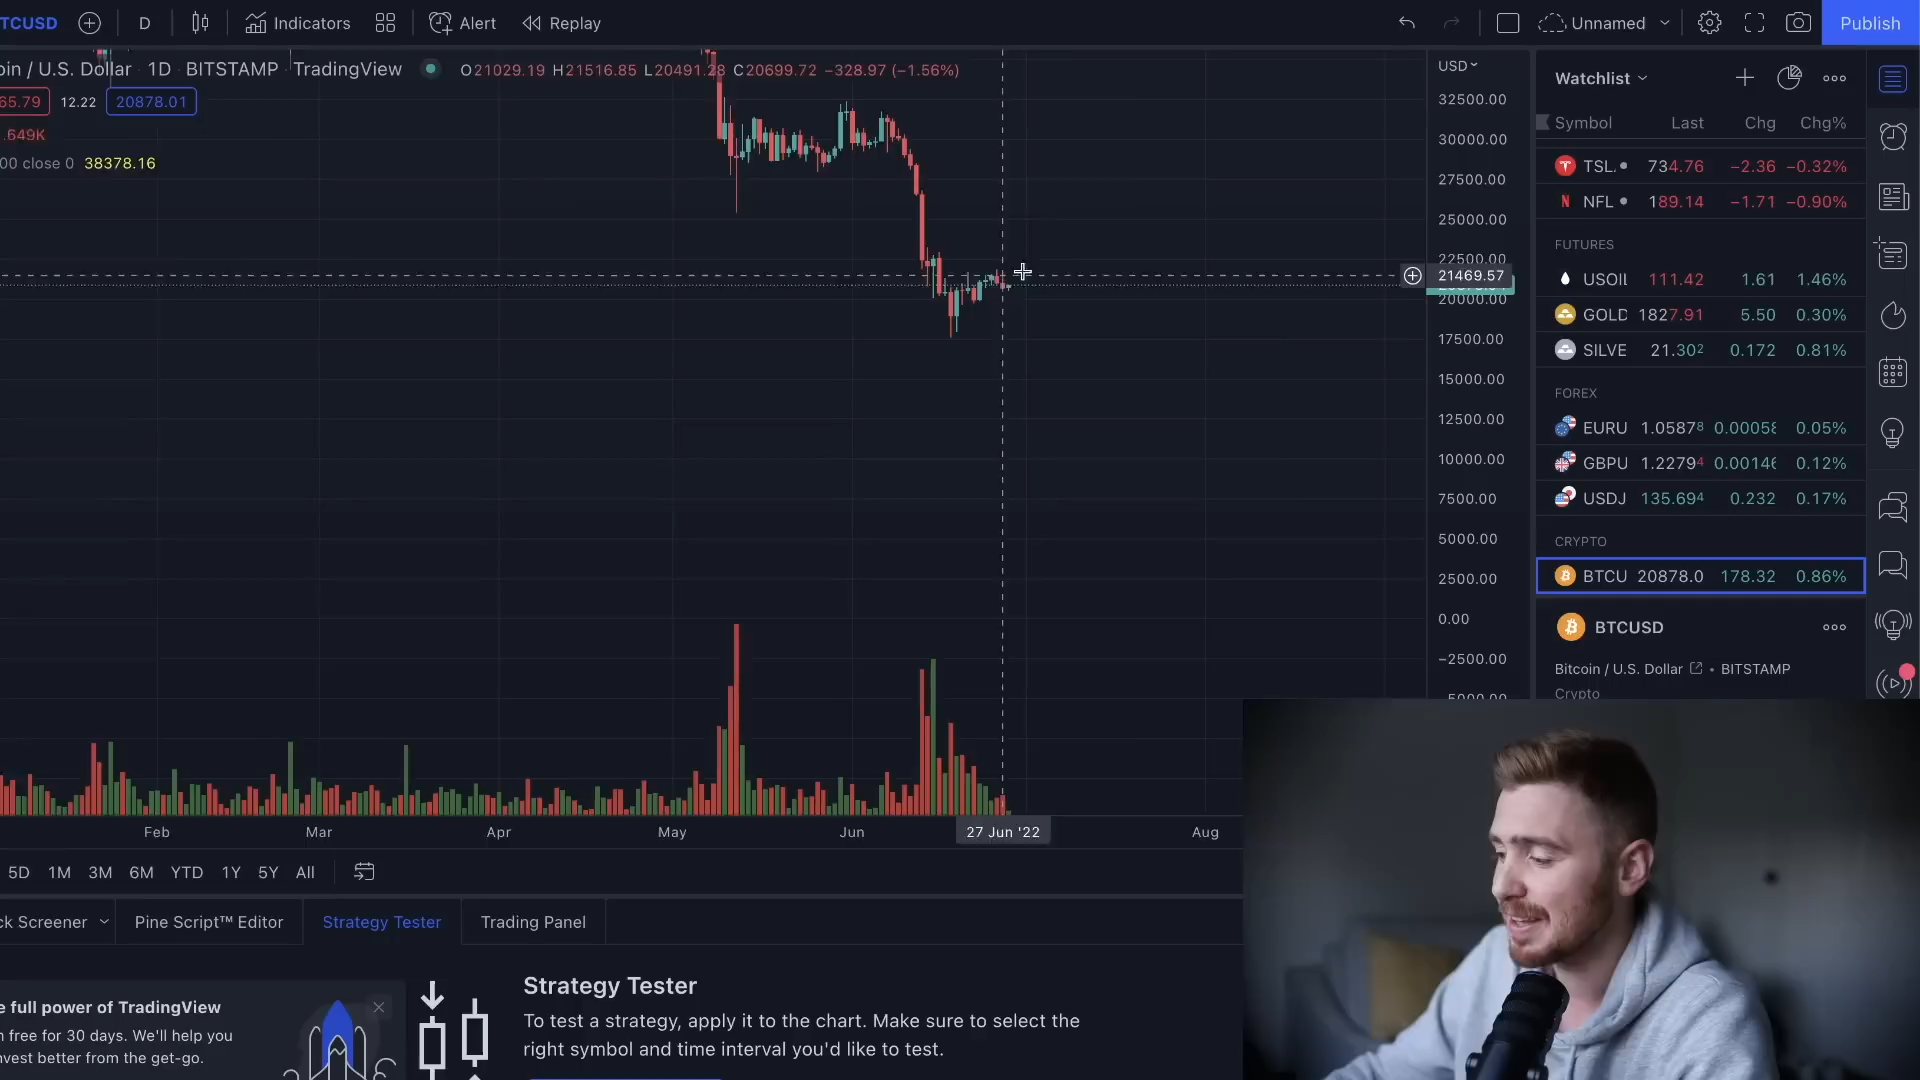 TCUSD D Indicators Alert Replay Unnamed Publish
oin / U.S. Dollar 1D BITSTAMP TradingView O21029.19 H21516.85 L20491.28 C20699.72 −328.97 (−1.56%)
65.79 12.22 20878.01
.649K
00 close 0 38378.16
USD
32500.00
30000.00
27500.00
25000.00
22500.00
21469.57
20000.00
17500.00
15000.00
12500.00
10000.00
7500.00
5000.00
2500.00
0.00
−2500.00
Feb Mar Apr May Jun 27 Jun '22 Aug
5D 1M 3M 6M YTD 1Y 5Y All
ck Screener Pine Script™ Editor Strategy Tester Trading Panel
e full power of TradingView
n free for 30 days. We'll help you
nvest better from the get-go.
Strategy Tester
To test a strategy, apply it to the chart. Make sure to select the
right symbol and time interval you'd like to test.
Watchlist
Symbol Last Chg Chg%
TSL. 734.76 −2.36 −0.32%
NFL 189.14 −1.71 −0.90%
FUTURES
USOIL 111.42 1.61 1.46%
GOLD 1827.91 5.50 0.30%
SILVE 21.302 0.172 0.81%
FOREX
EURU 1.05878 0.00058 0.05%
GBPU 1.22794 0.00146 0.12%
USDJ 135.694 0.232 0.17%
CRYPTO
BTCU 20878.0 178.32 0.86%
BTCUSD
Bitcoin / U.S. Dollar • BITSTAMP
Crypto